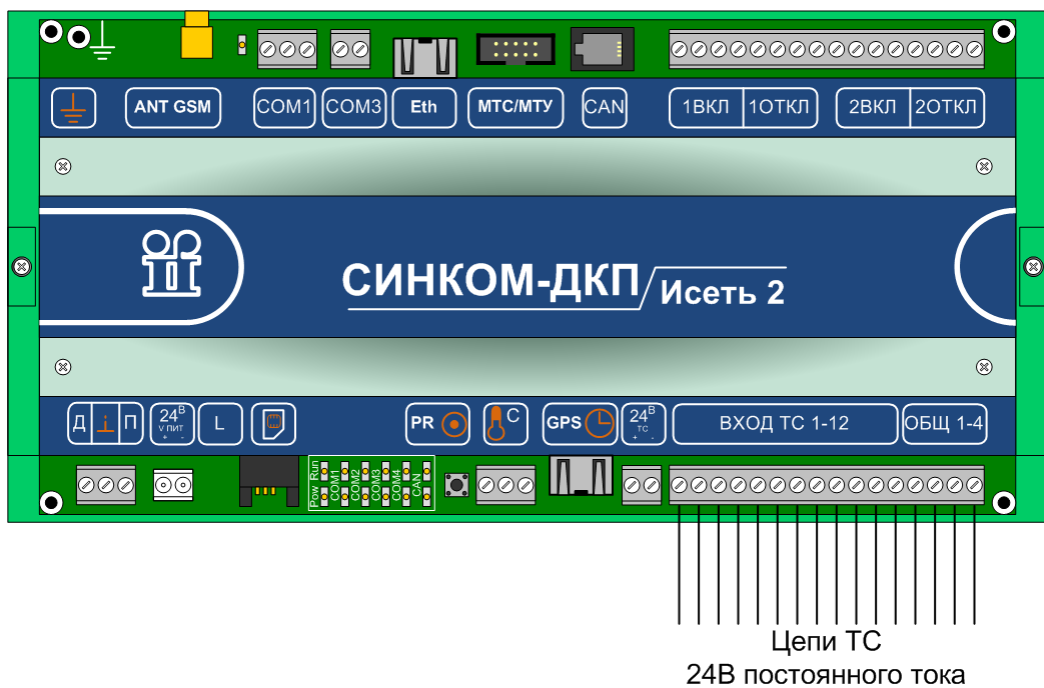 ANT GSM
COM1
COM3
Eth
МТС/МТУ
CAN
1ВКЛ
1ОТКЛ
2ВКЛ
2ОТКЛ
СИНКОМ-ДКП/Исеть 2
Д
П
24В
V ПИТ
+ -
L
PR
C
GPS
24В
ТС
+ -
ВХОД ТС 1-12
ОБЩ 1-4
Pow Run
COM1
COM2
COM3
COM4
CAN
Цепи ТС
24В постоянного тока